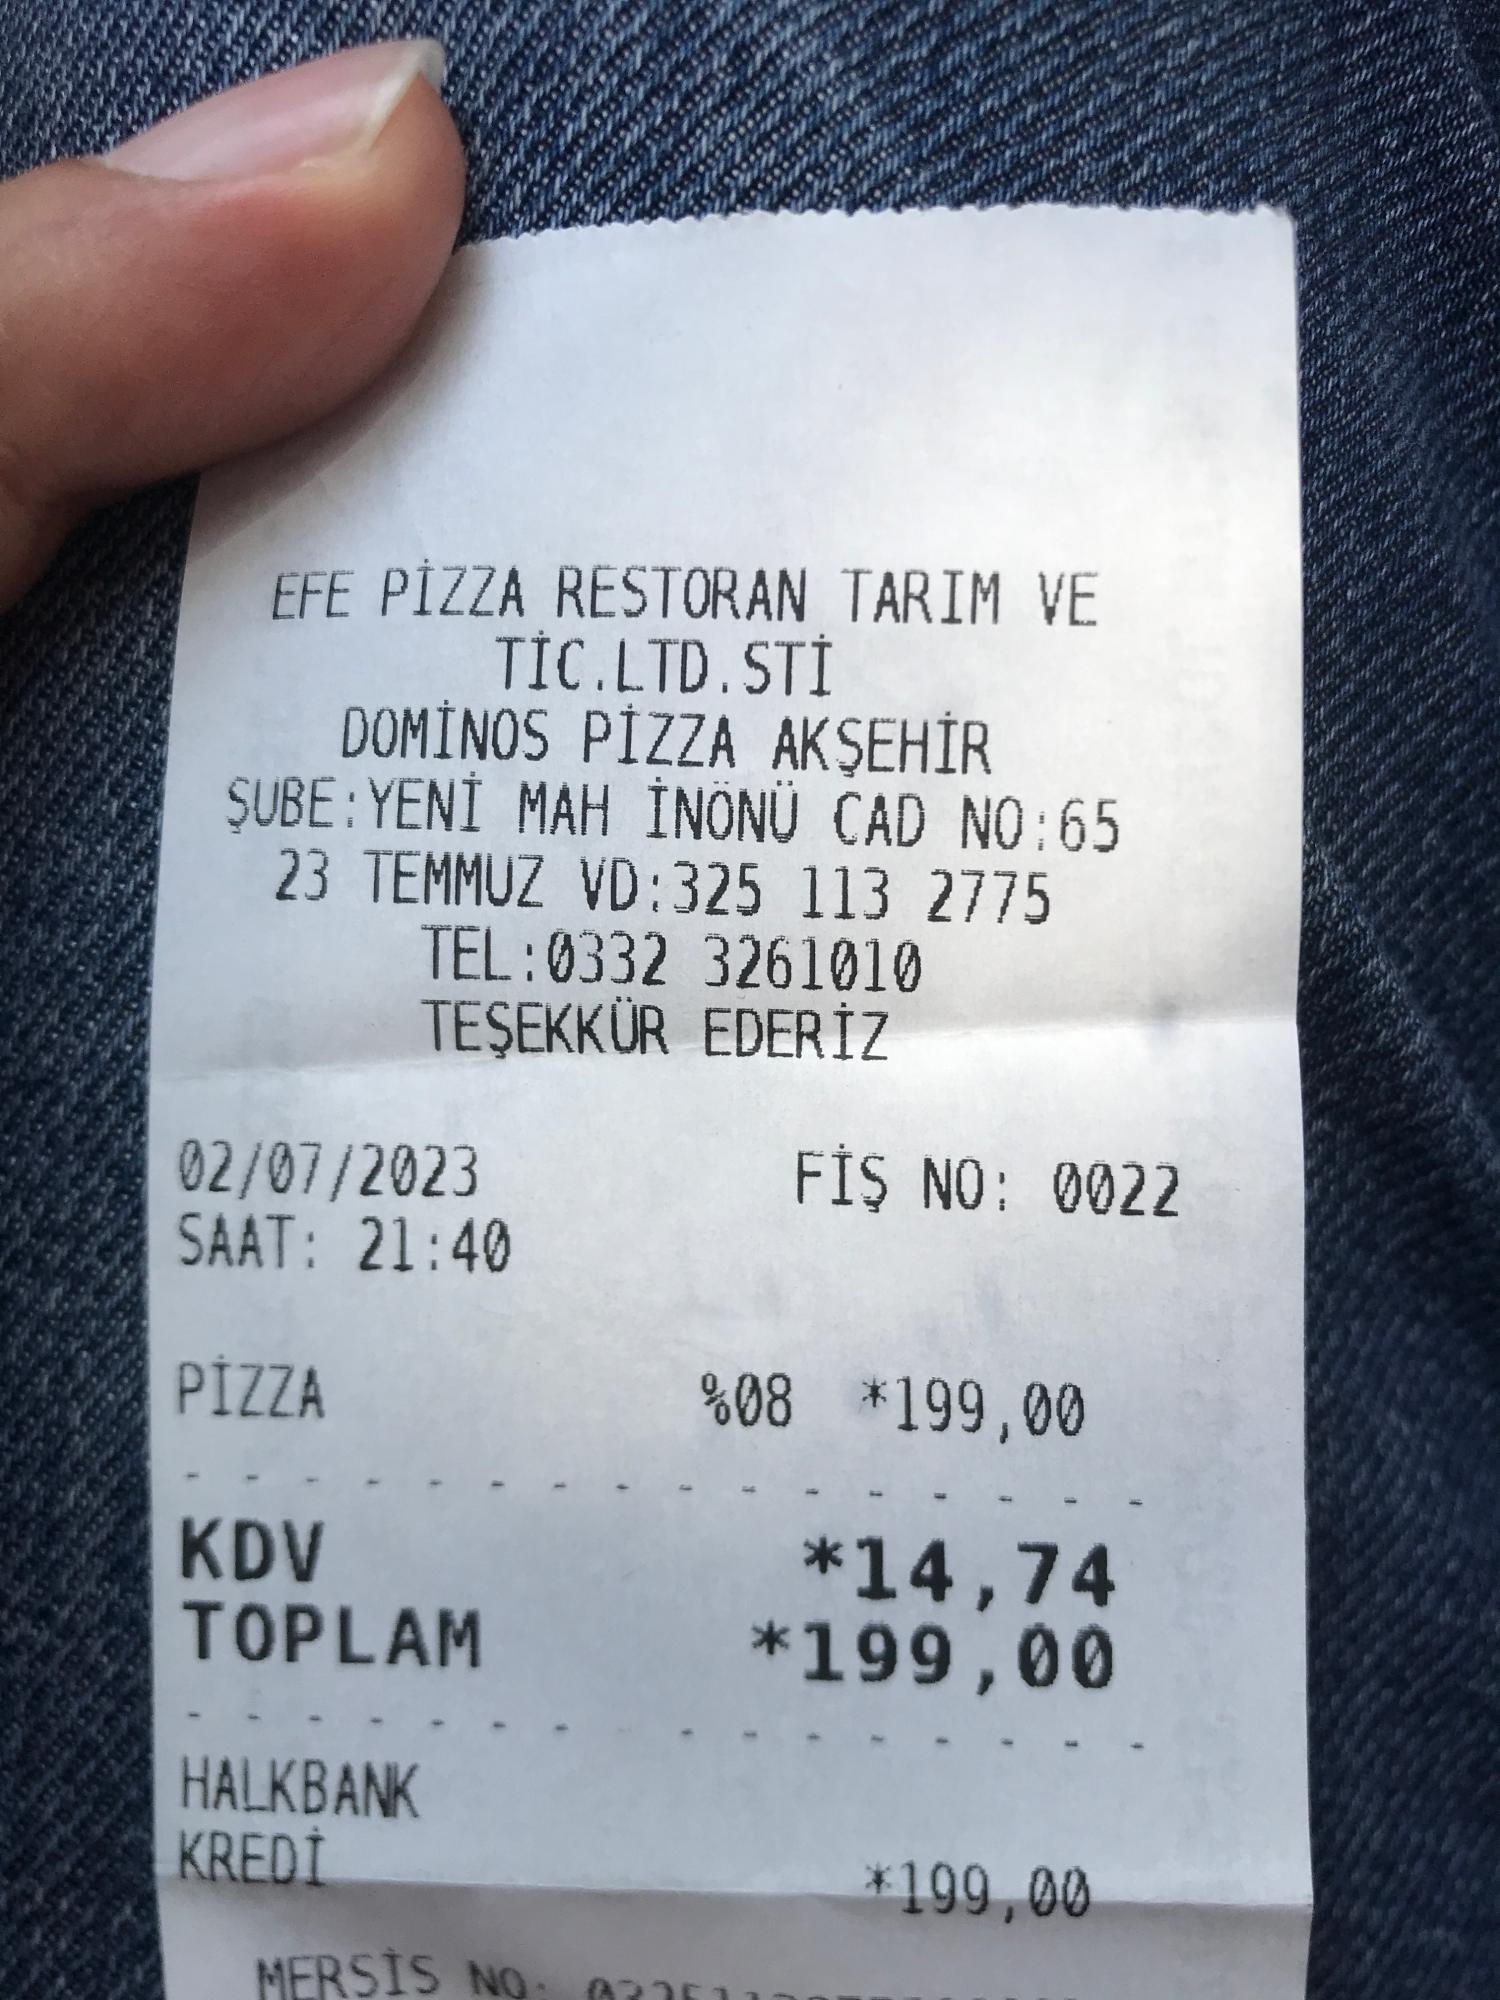 EFE PİZZA RESTORAN TARIM VE
TİC.LTD.STİ
DOMİNOS PİZZA AKŞEHİR
ŞUBE:YENİ MAH İNÖNÜ CAD NO:65
23 TEMMUZ VD:325 113 2775
TEL:0332 3261010
TEŞEKKÜR EDERİZ
02/07/2023 FİŞ NO: 0022
SAAT: 21:40
PİZZA %08 *199,00
KDV *14,74
TOPLAM *199,00
HALKBANK
KREDİ *199,00
MERSİS NO: